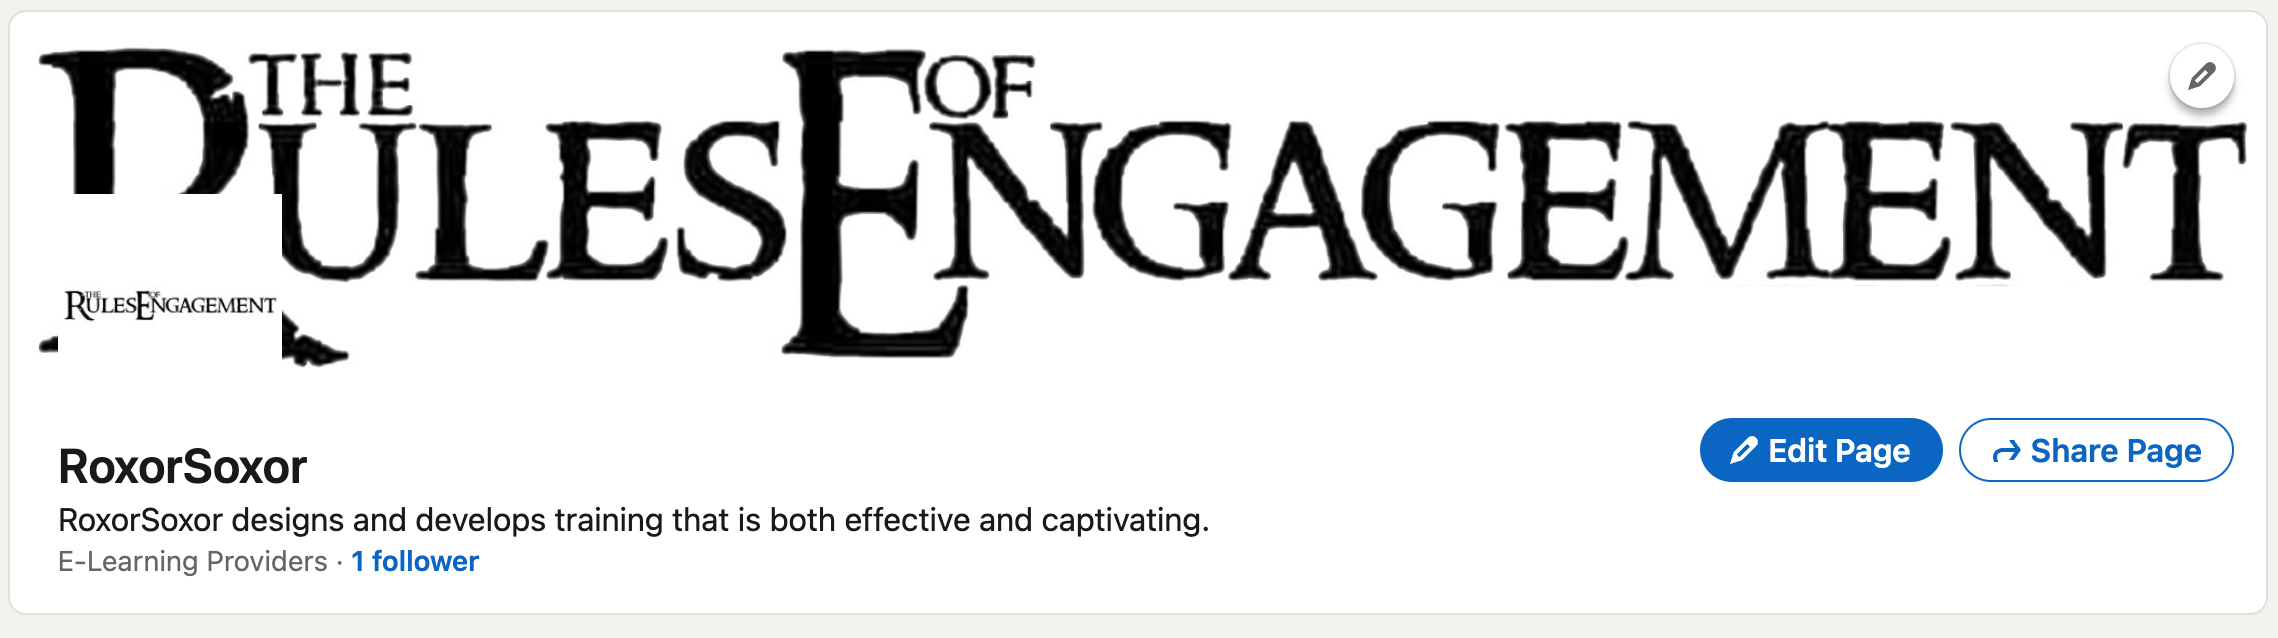 THE RULES OF ENGAGEMENT
THE RULES OF ENGAGEMENT
RoxorSoxor
Edit Page
Share Page
RoxorSoxor designs and develops training that is both effective and captivating.
E-Learning Providers · 1 follower